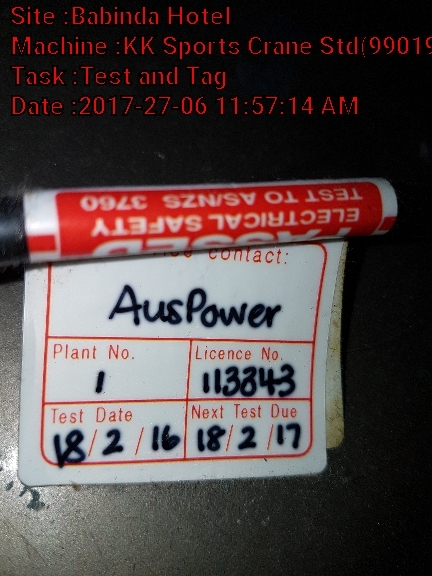 Site :Babinda Hotel
Machine :KK Sports Crane Std(99019
Task :Test and Tag
Date :2017-27-06 11:57:14 AM
TEST TO AS/NZS 3760
ELECTRICAL SAFETY
PASSED
contact:
AusPower
Plant No. Licence No.
1 113343
Test Date Next Test Due
18/2/16 18/2/17